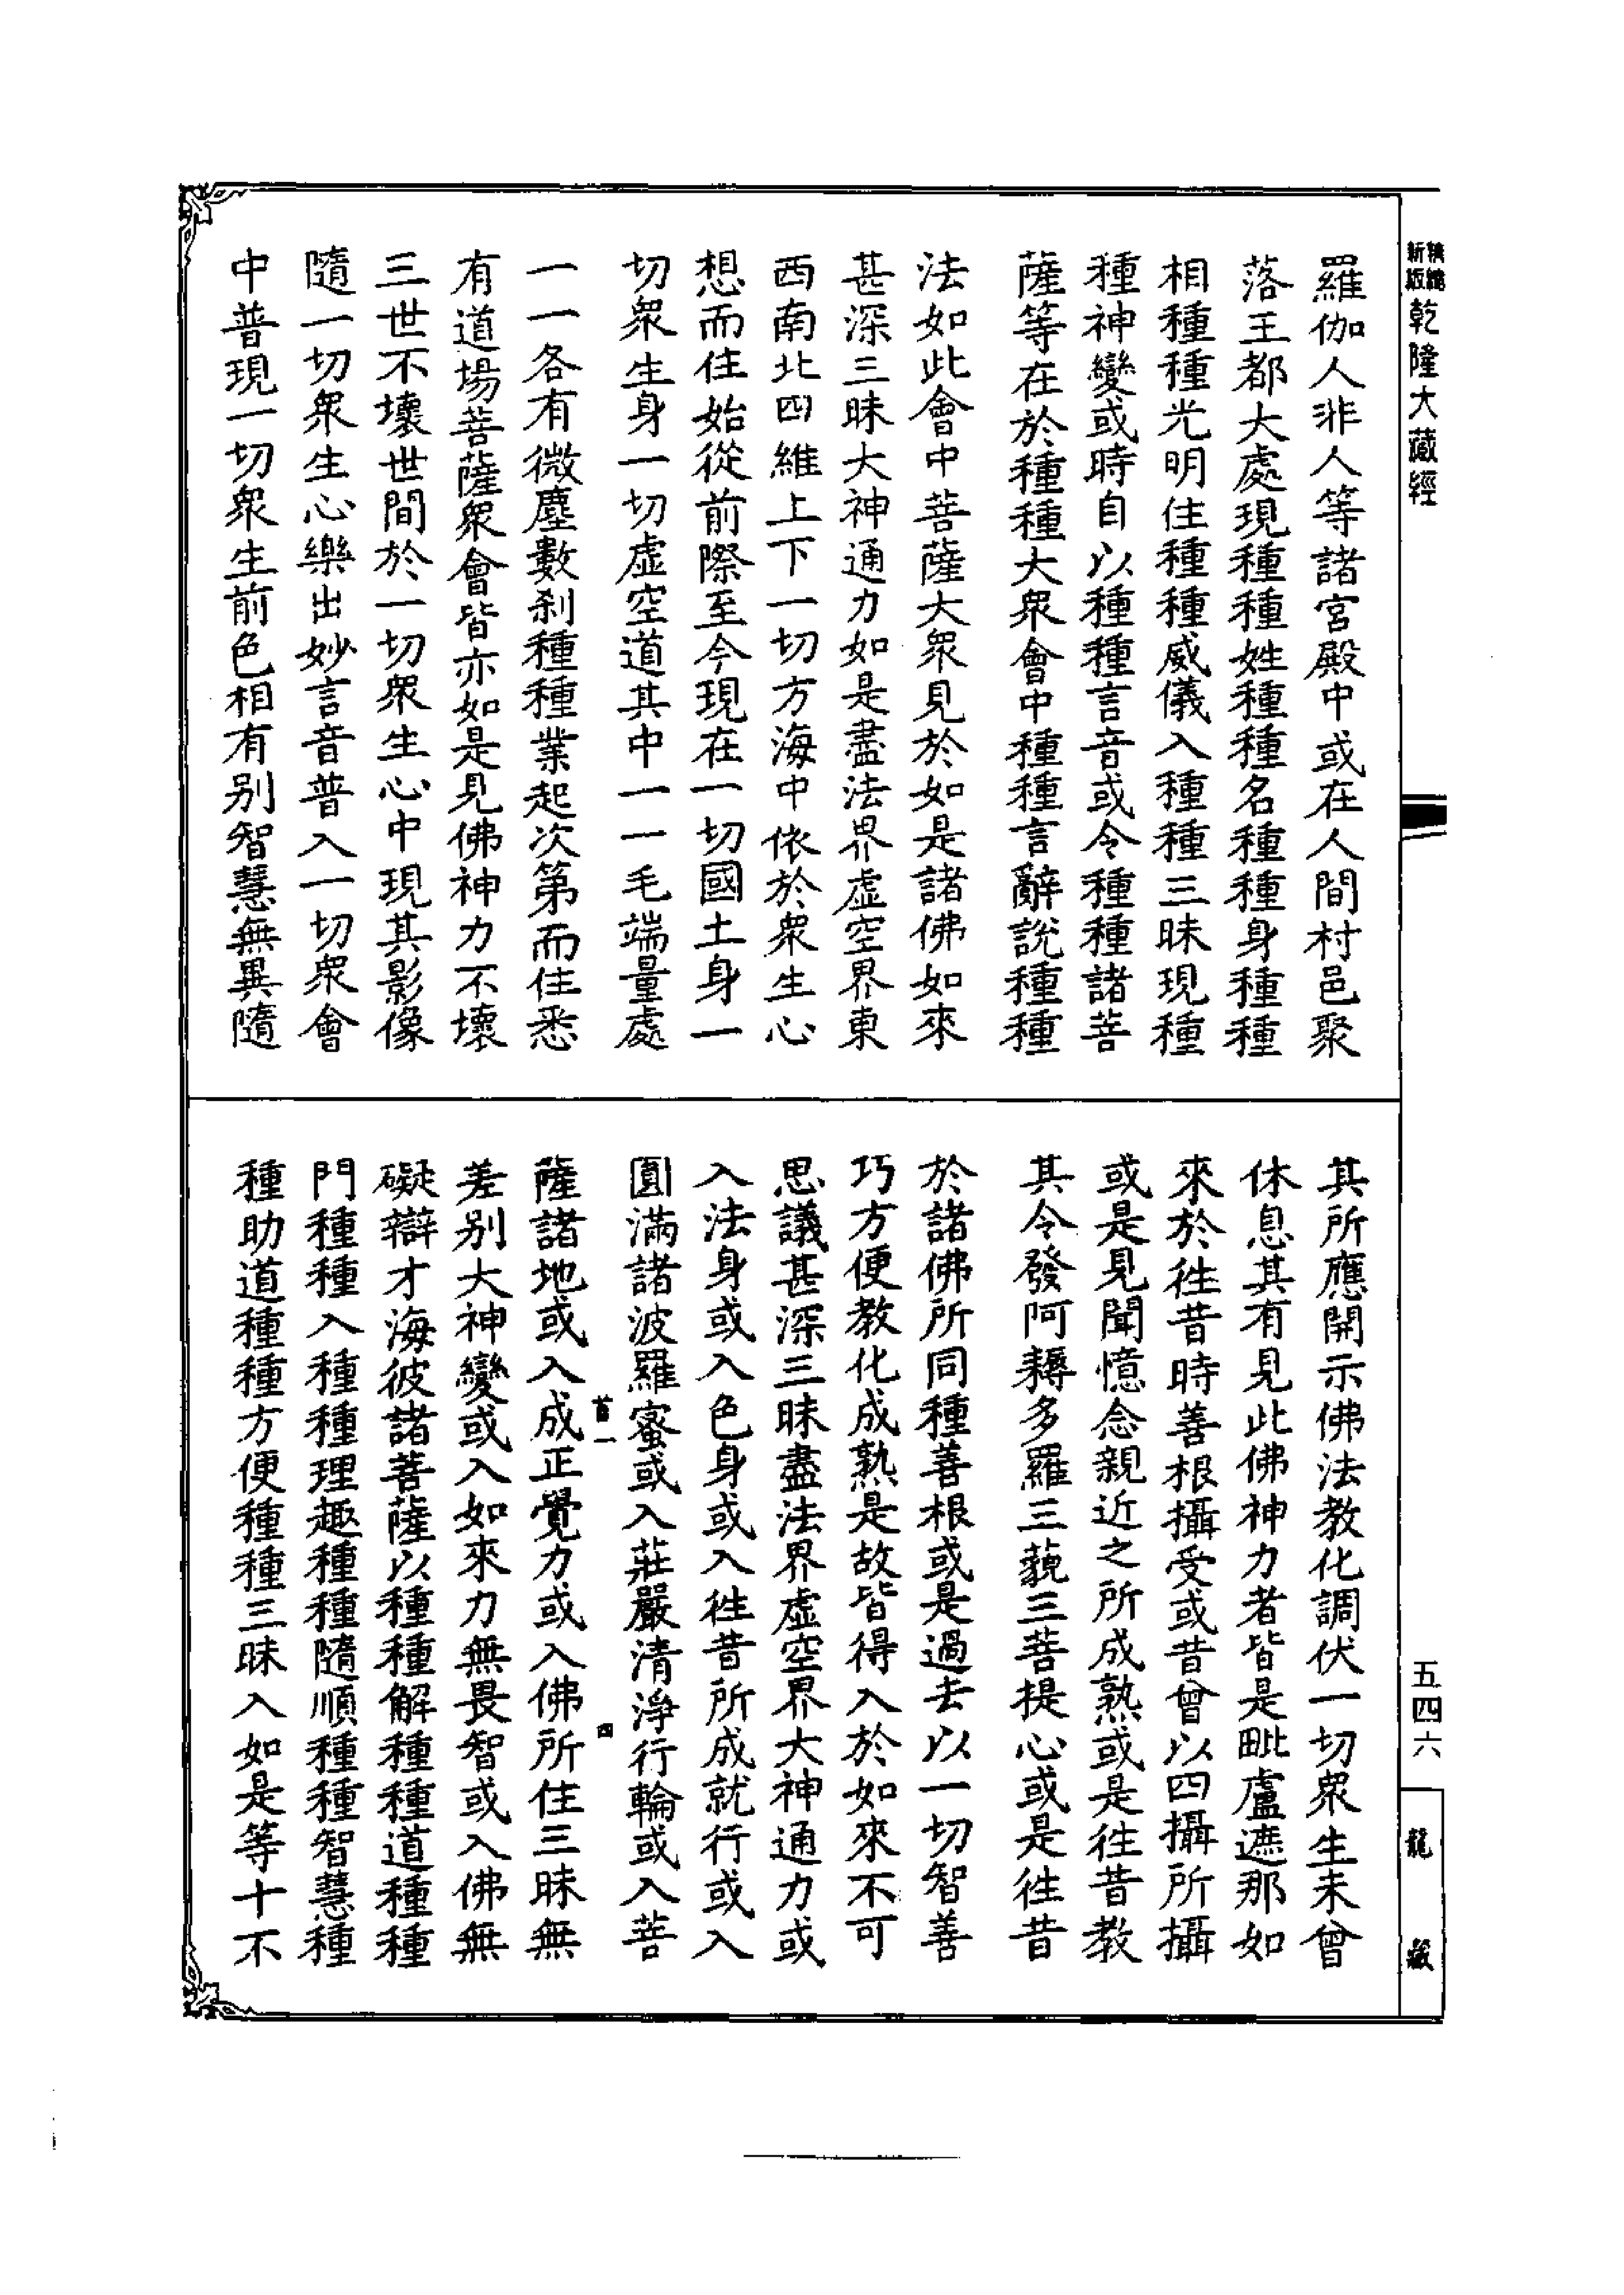 新版
乾隆大藏經
羅伽人非人等諸宮殿中或在人間村邑聚
落王都大處現種種姓種種名種種身種種
相種種光明住種種威儀入種種三昧現種
種神變或時自以種種言音或令種種諸菩
薩等在於種種大眾會中種種言辭說種種
法如此會中菩薩大眾見於如是諸佛如來
甚深三昧大神通力如是盡法界虛空界東
西南北四維上下一切方海中依於眾生心
想而住始從前際至今現在一切國土身一
切眾生身一切虛空道其中一一毛端量處
一一各有微塵數剎種種業起次第而住悉
有道場菩薩眾會皆亦如是見佛神力不壞
三世不壞世間於一切眾生心中現其影像
隨一切眾生心樂出妙言音普入一切眾會
中普現一切眾生前色相有別智慧無異隨
其所應開示佛法教化調伏一切眾生未曾
休息其有見此佛神力者皆是毗盧遮那如
來於往昔時善根攝受或昔曾以四攝所攝
或是見聞憶念親近之所成熟或是往昔教
其令發阿耨多羅三藐三菩提心或是往昔
於諸佛所同種善根或是過去以一切智善
巧方便教化成熟是故皆得入於如來不可
思議甚深三昧盡法界虛空界大神通力或
入法身或入色身或入往昔所成就行或入
圓滿諸波羅蜜或入莊嚴清淨行輪或入菩
薩諸地或入成正覺力或入佛所住三昧無
差別大神變或入如來力無畏智或入佛無
礙辯才海彼諸菩薩以種種解種種道種種
門種種入種種理趣種種隨順種種智慧種
種助道種種方便種種三昧入如是等十不
首一
四
五四六
龍藏